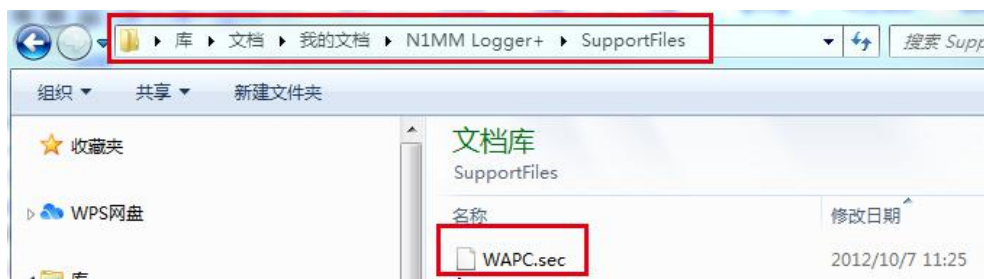 库 ▸ 文档 ▸ 我的文档 ▸ N1MM Logger+ ▸ SupportFiles
搜索 Supp
组织 共享 新建文件夹
收藏夹
文档库
SupportFiles
WPS网盘
名称 修改日期
WAPC.sec 2012/10/7 11:25
库